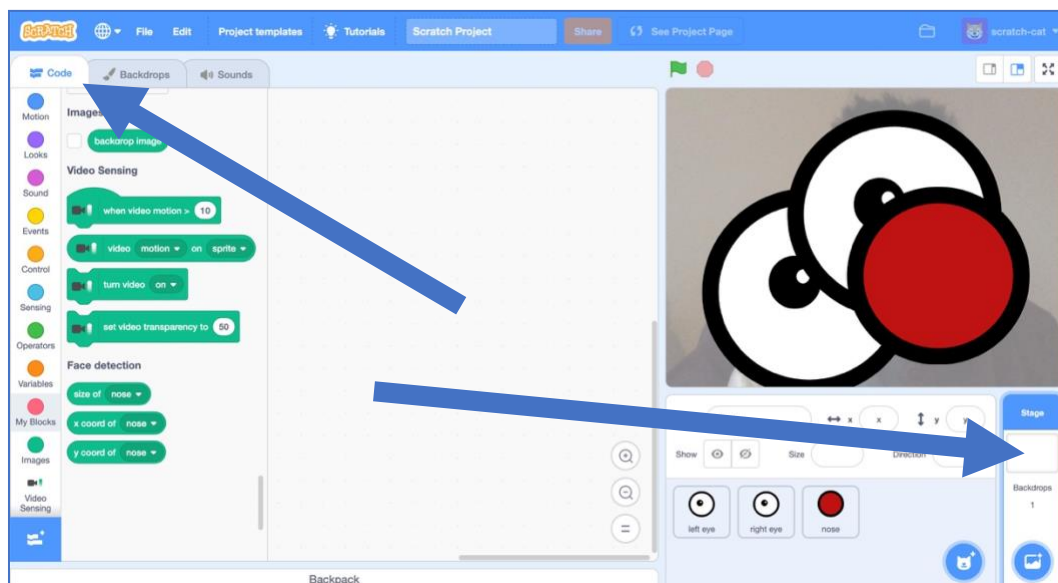 SCRATCH File Edit Project templates Tutorials Scratch Project Share See Project Page scratch-cat
Code Backdrops Sounds
Motion
Looks
Sound
Events
Control
Sensing
Operators
Variables
My Blocks
Images
Video
Sensing
Images
backdrop image
Video Sensing
when video motion > 10
video motion on sprite
turn video on
set video transparency to 50
Face detection
size of nose
x coord of nose
y coord of nose
Backpack
x x y y
Show Size Direction
left eye right eye nose
Stage
Backdrops
1